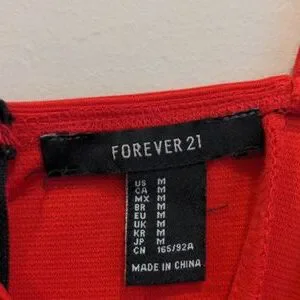 FOREVER 21
US M
CA M
MX M
BR M
EU M
UK M
KR M
JP M
CN 165/92A
MADE IN CHINA